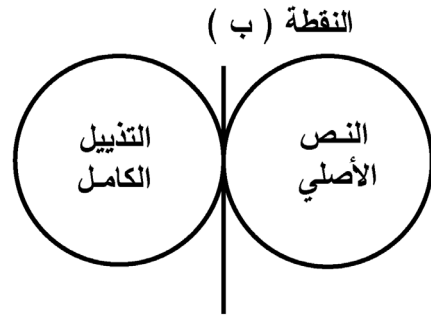 النقطة ( ب )
النص
الأصلي
التذييل
الكامل